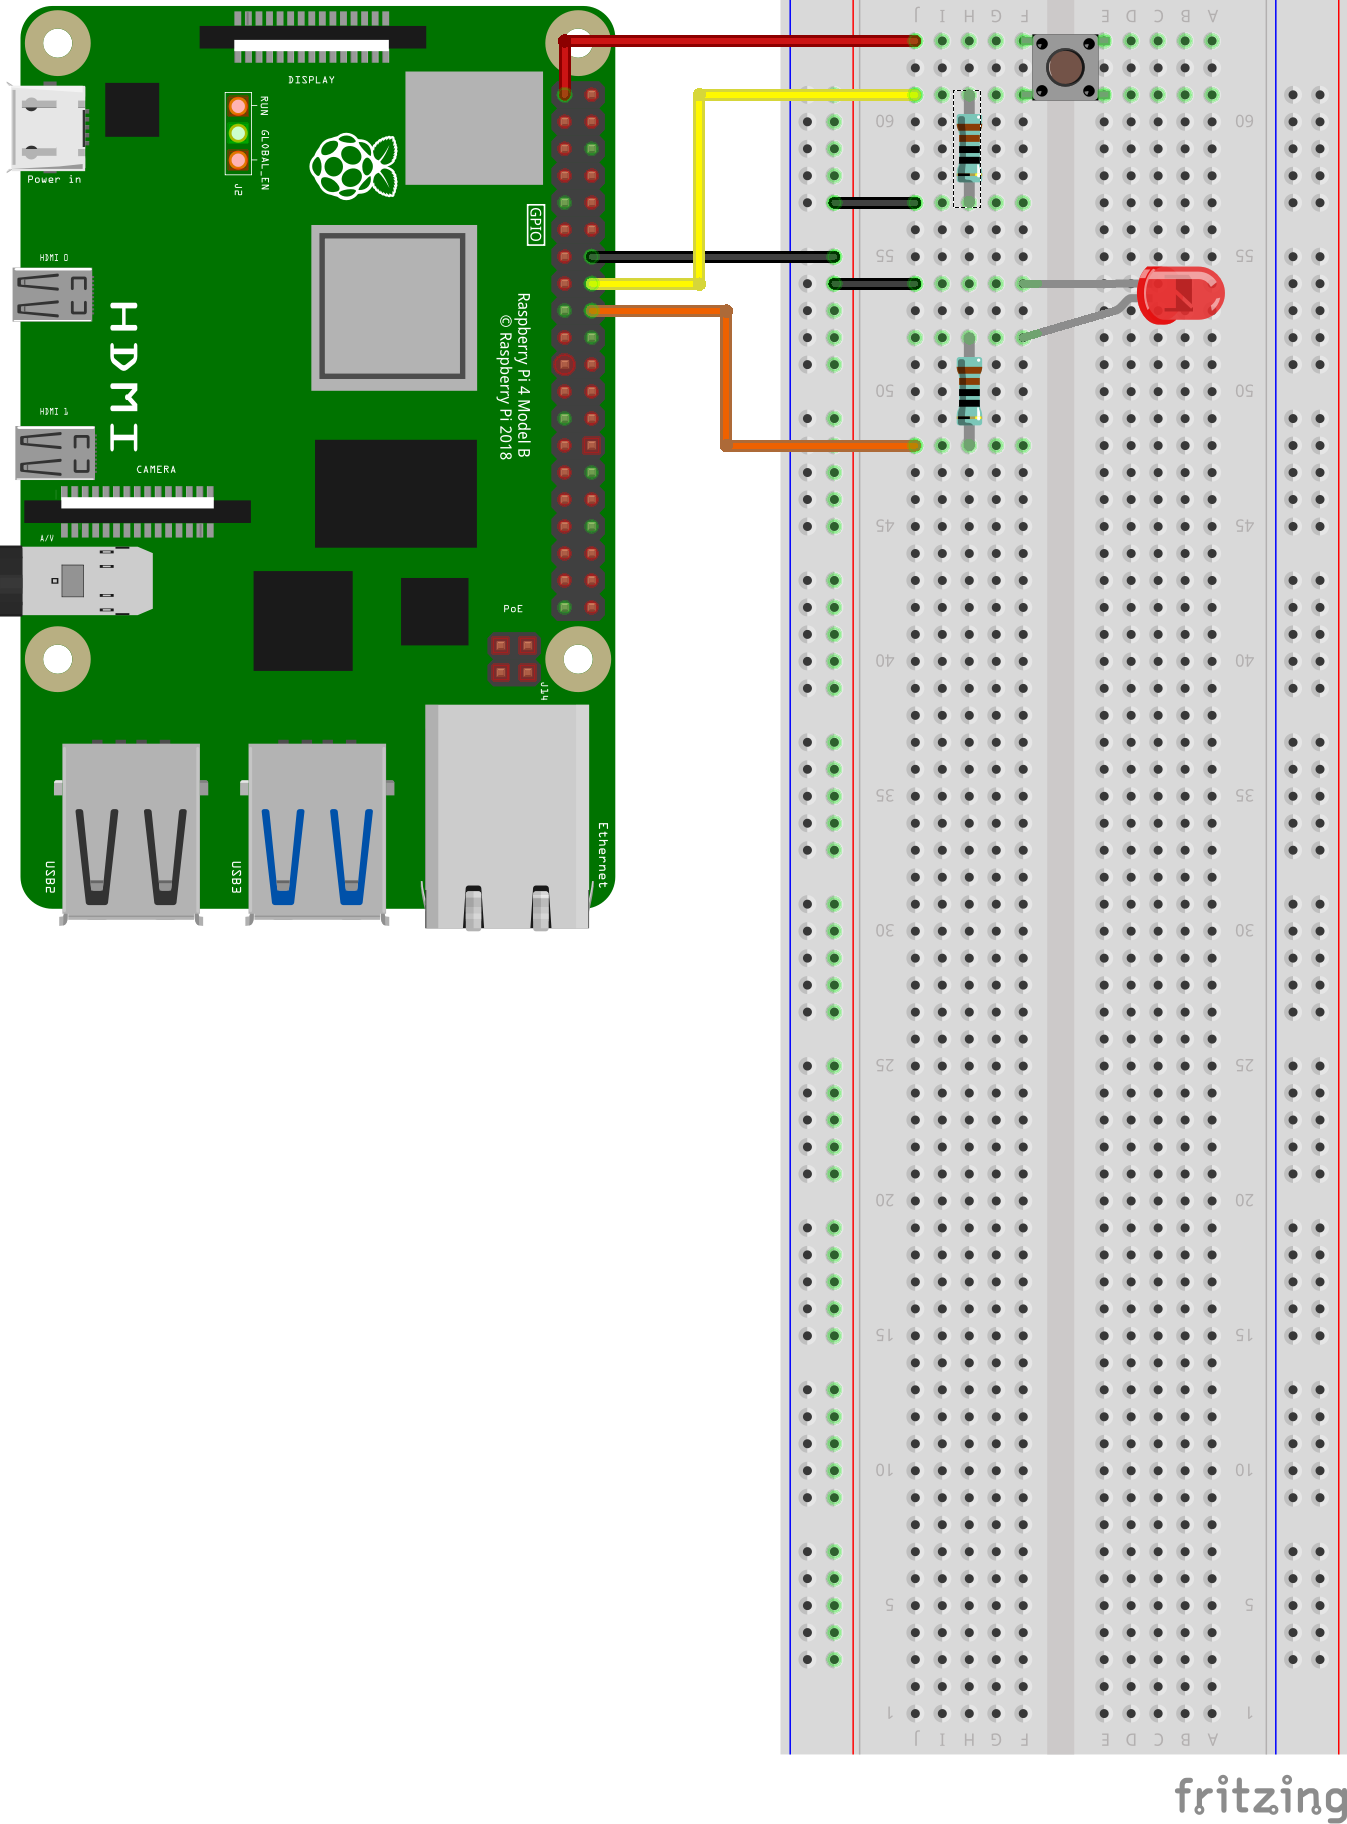 J I H G F E D C B A
DISPLAY
RUN
GLOBAL_EN
J2
Power in
GPIO
HDMI 0
HDMI
Raspberry Pi 4 Model B
© Raspberry Pi 2018
HDMI 1
CAMERA
A/V
PoE
J14
USB2
USB3
Ethernet
60 60
55 55
50 50
45 45
40 40
35 35
30 30
25 25
20 20
15 15
10 10
5 5
1 1
J I H G F E D C B A
fritzing